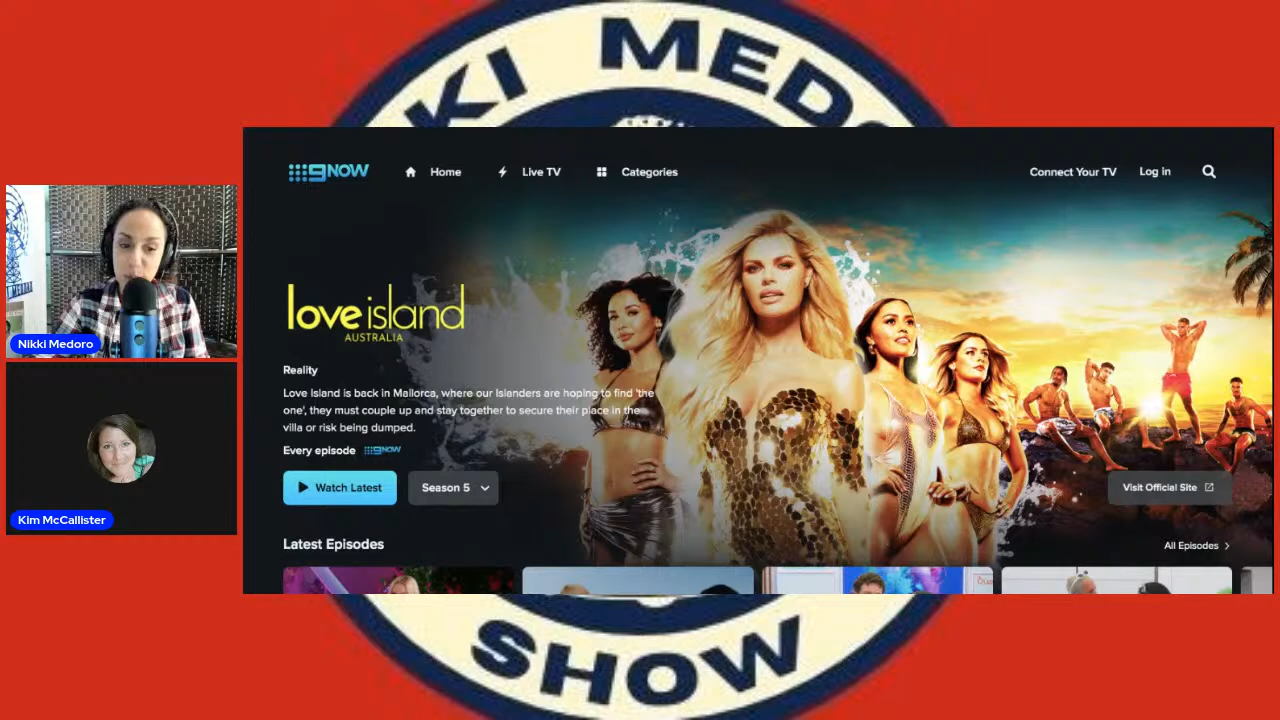 KI MEDO
9NOW
Home
Live TV
Categories
Connect Your TV
Log in
love island
AUSTRALIA
Reality
Love Island is back in Mallorca, where our Islanders are hoping to find 'the
one', they must couple up and stay together to secure their place in the
villa or risk being dumped.
Every episode 9NOW
Watch Latest
Season 5
Visit Official Site
Latest Episodes
All Episodes
Nikki Medoro
Kim McCallister
SHOW